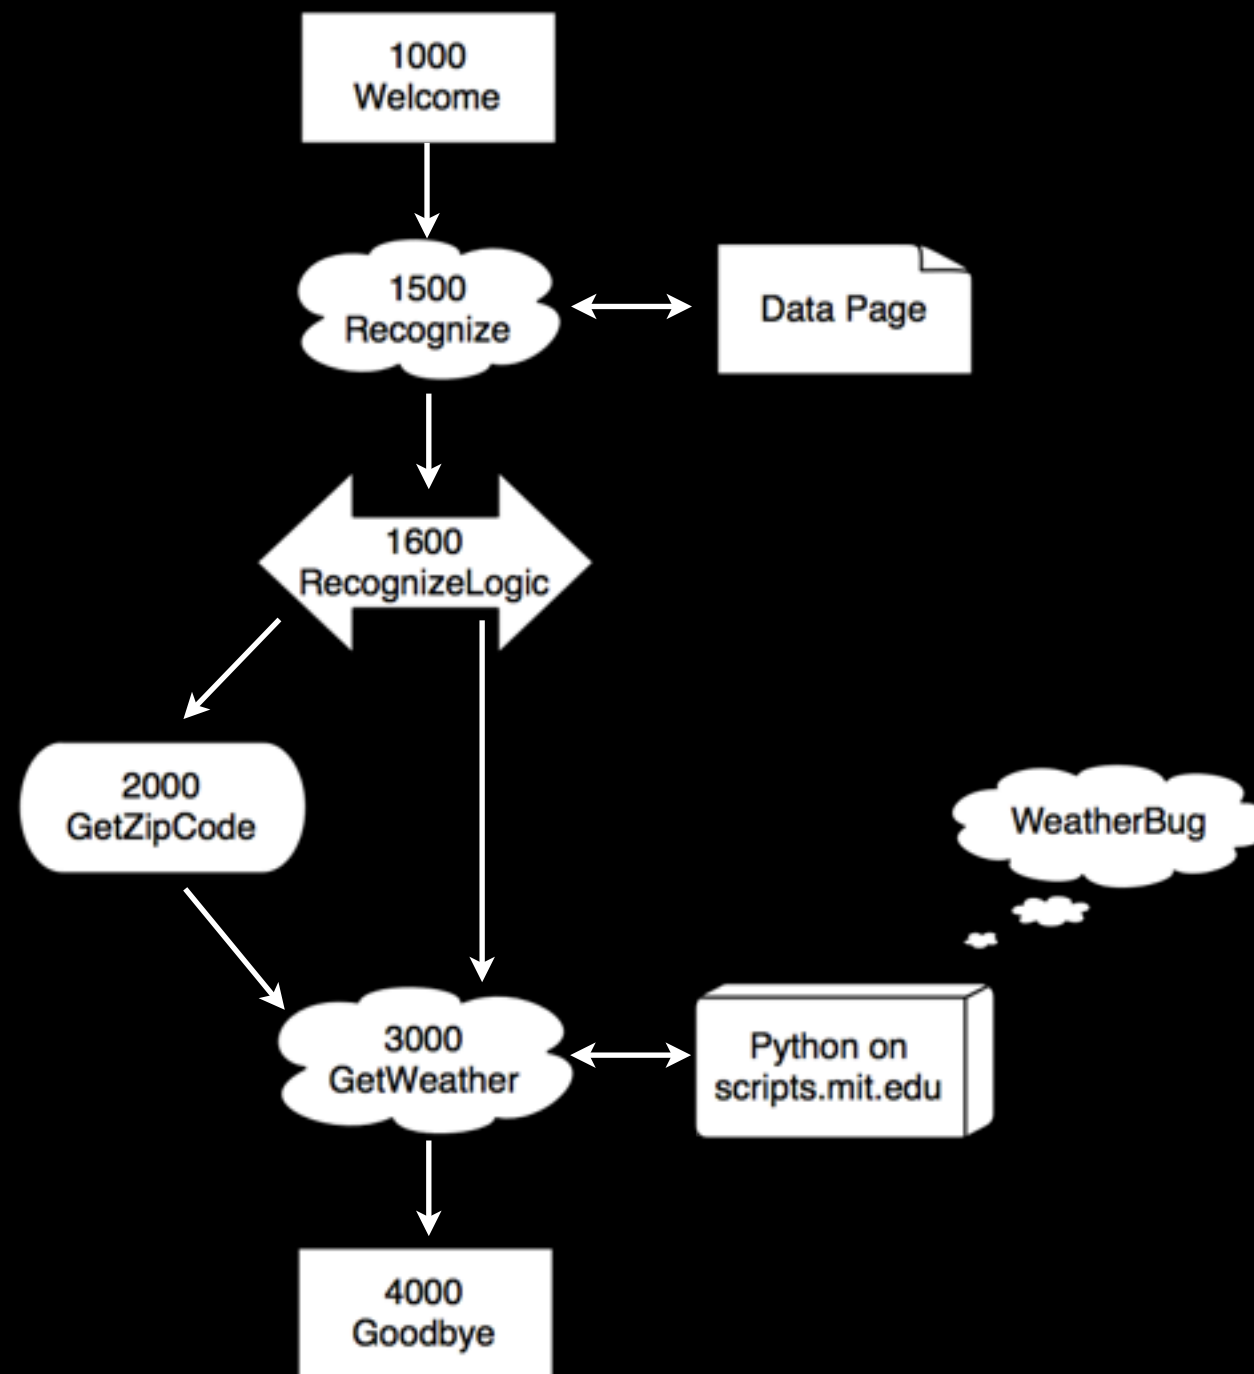 1000
Welcome
1500
Recognize
Data Page
1600
RecognizeLogic
2000
GetZipCode
WeatherBug
3000
GetWeather
Python on
scripts.mit.edu
4000
Goodbye